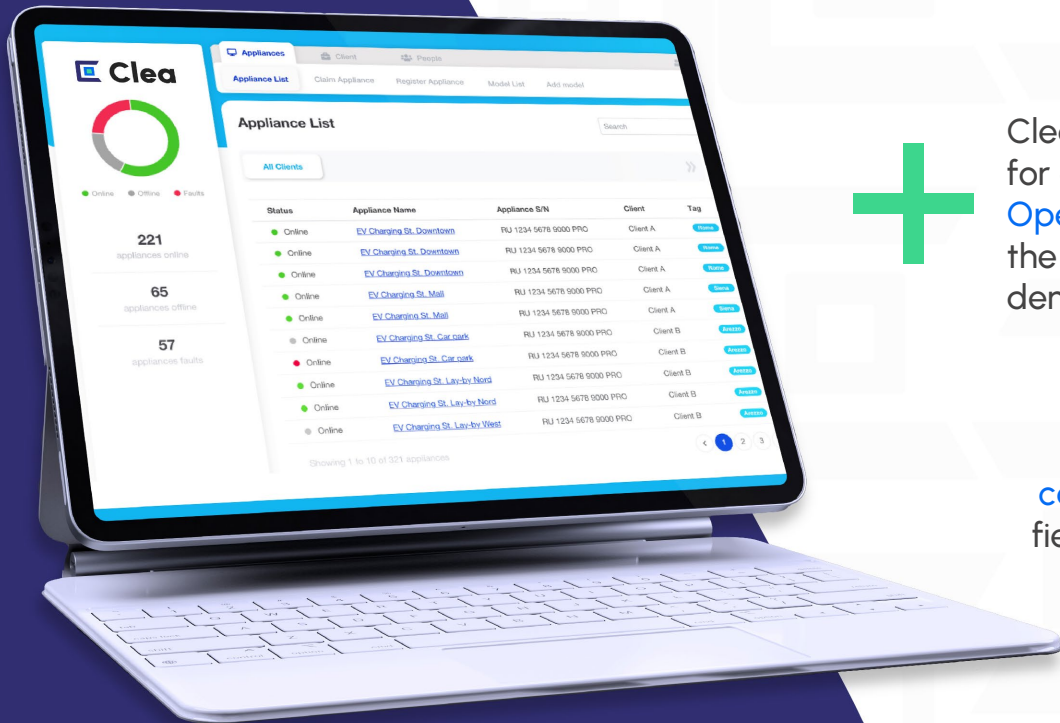 Clea
Online Offline Faults
221
appliances online
65
appliances offline
57
appliances faults
Appliances Client People
Appliance List Claim Appliance Register Appliance Model List Add model
Appliance List
Search
All Clients
Status Appliance Name Appliance S/N Client Tag
Online EV Charging St. Downtown RU 1234 5678 9000 PRO Client A Rome
Online EV Charging St. Downtown RU 1234 5678 9000 PRO Client A Rome
Online EV Charging St. Downtown RU 1234 5678 9000 PRO Client A Rome
Online EV Charging St. Mall RU 1234 5678 9000 PRO Client A Siena
Online EV Charging St. Mall RU 1234 5678 9000 PRO Client A Siena
Online EV Charging St. Car park RU 1234 5678 9000 PRO Client B Arezzo
Online EV Charging St. Car park RU 1234 5678 9000 PRO Client B Arezzo
Online EV Charging St. Lay-by Nord RU 1234 5678 9000 PRO Client B Arezzo
Online EV Charging St. Lay-by Nord RU 1234 5678 9000 PRO Client B Arezzo
Online EV Charging St. Lay-by West RU 1234 5678 9000 PRO Client B Arezzo
Showing 1 to 10 of 321 appliances
1 2 3
Clea
for
Ope
the
den
co
fie